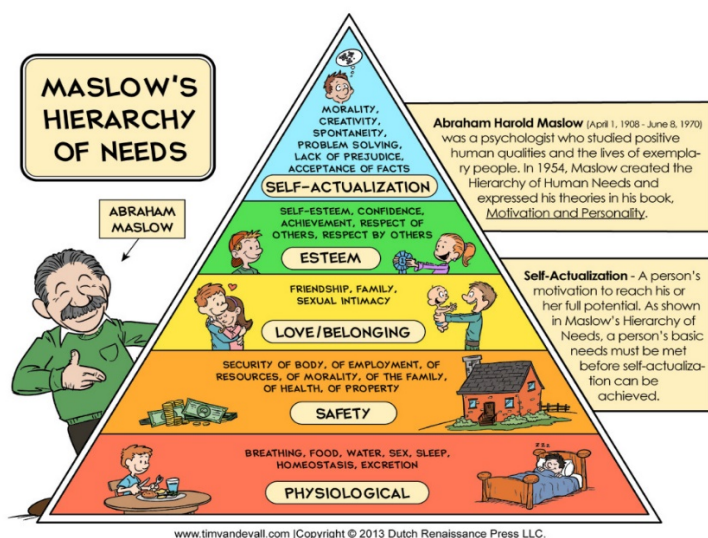 MASLOW'S
HIERARCHY
OF NEEDS
ABRAHAM
MASLOW
MORALITY,
CREATIVITY,
SPONTANEITY,
PROBLEM SOLVING,
LACK OF PREJUDICE,
ACCEPTANCE OF FACTS
SELF-ACTUALIZATION
SELF-ESTEEM, CONFIDENCE,
ACHIEVEMENT, RESPECT OF
OTHERS, RESPECT BY OTHERS
ESTEEM
FRIENDSHIP, FAMILY,
SEXUAL INTIMACY
LOVE/BELONGING
SECURITY OF BODY, OF EMPLOYMENT, OF
RESOURCES, OF MORALITY, OF THE FAMILY,
OF HEALTH, OF PROPERTY
SAFETY
BREATHING, FOOD, WATER, SEX, SLEEP,
HOMEOSTASIS, EXCRETION
PHYSIOLOGICAL
zzz
Abraham Harold Maslow (April 1, 1908 - June 8, 1970)
was a psychologist who studied positive
human qualities and the lives of exempla-
ry people. In 1954, Maslow created the
Hierarchy of Human Needs and
expressed his theories in his book,
Motivation and Personality.
Self-Actualization - A person's
motivation to reach his or
her full potential. As shown
in Maslow's Hierarchy of
Needs, a person's basic
needs must be met
before self-actualiza-
tion can be
achieved.
www.timvandevall.com |Copyright © 2013 Dutch Renaissance Press LLC.